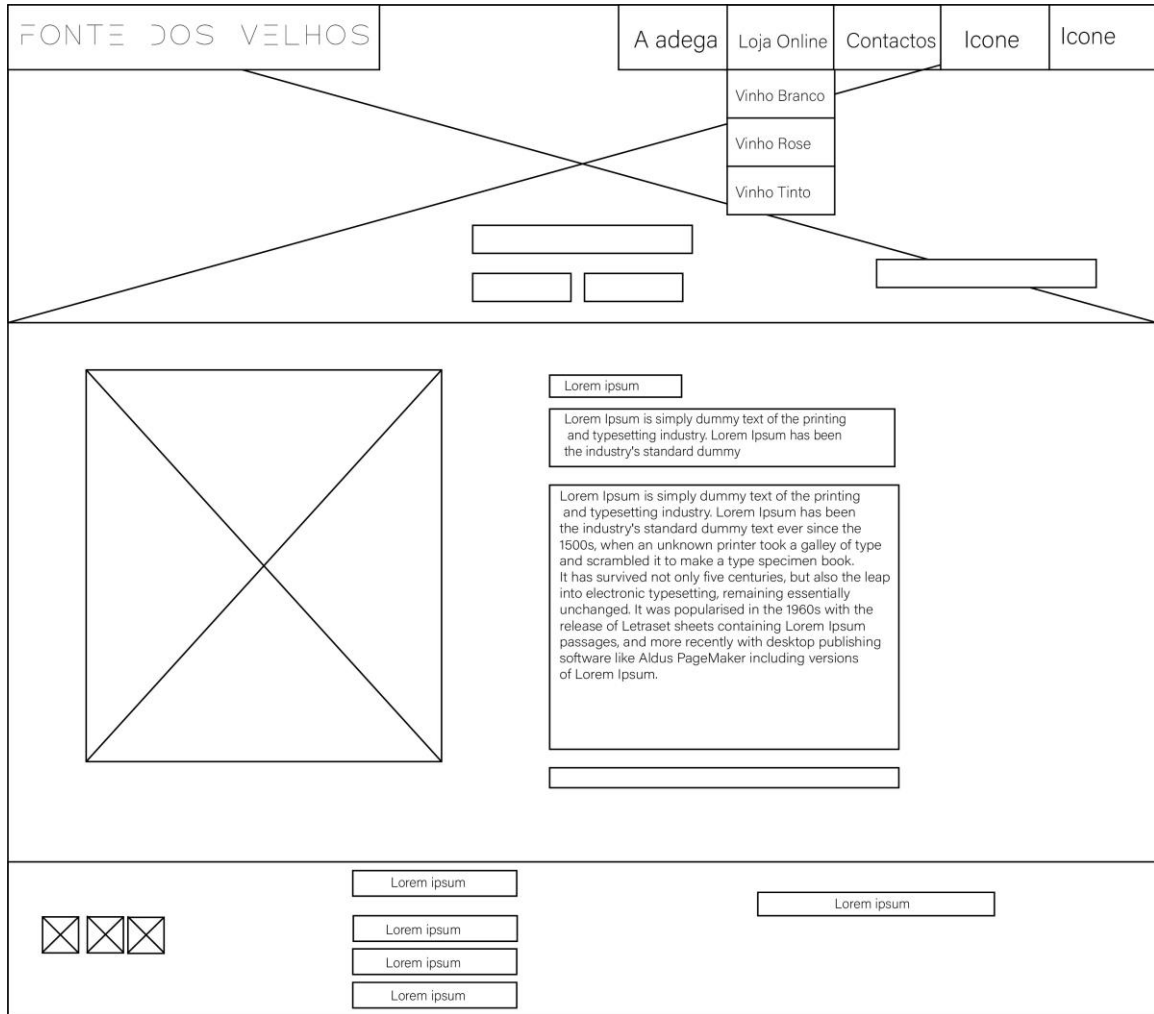 FONTE DOS VELHOS
A adega
Loja Online
Contactos
Icone
Icone
Vinho Branco
Vinho Rose
Vinho Tinto
Lorem ipsum
Lorem Ipsum is simply dummy text of the printing
and typesetting industry. Lorem Ipsum has been
the industry's standard dummy
Lorem Ipsum is simply dummy text of the printing
and typesetting industry. Lorem Ipsum has been
the industry's standard dummy text ever since the
1500s, when an unknown printer took a galley of type
and scrambled it to make a type specimen book.
It has survived not only five centuries, but also the leap
into electronic typesetting, remaining essentially
unchanged. It was popularised in the 1960s with the
release of Letraset sheets containing Lorem Ipsum
passages, and more recently with desktop publishing
software like Aldus PageMaker including versions
of Lorem Ipsum.
Lorem ipsum
Lorem ipsum
Lorem ipsum
Lorem ipsum
Lorem ipsum